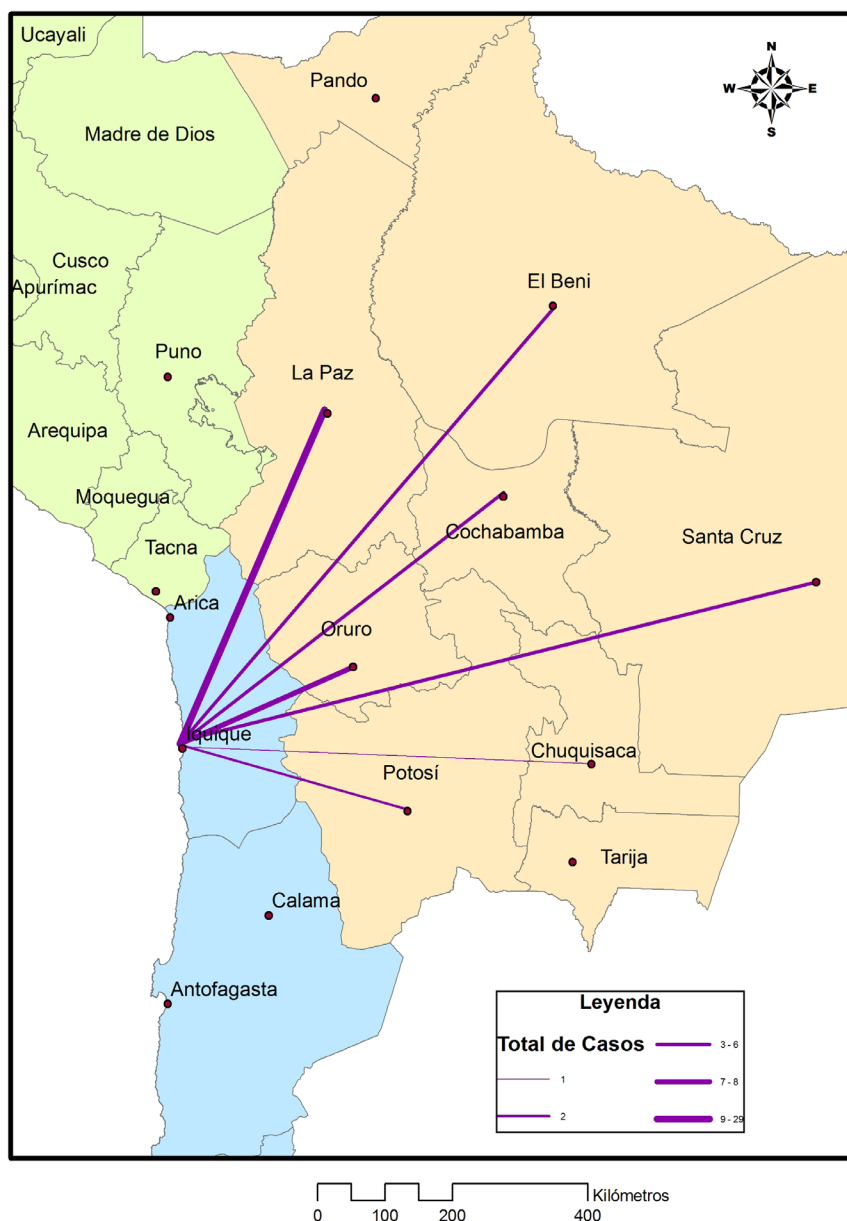 Ucayali
Pando
N
W
E
S
Madre de Dios
Cusco
Apurímac
El Beni
Puno
La Paz
Arequipa
Moquegua
Cochabamba
Santa Cruz
Tacna
Arica
Oruro
Iquique
Chuquisaca
Potosí
Tarija
Calama
Antofagasta
Leyenda
Total de Casos
3 - 6
1
7 - 8
2
9 - 29
Kilómetros
0 100 200 400